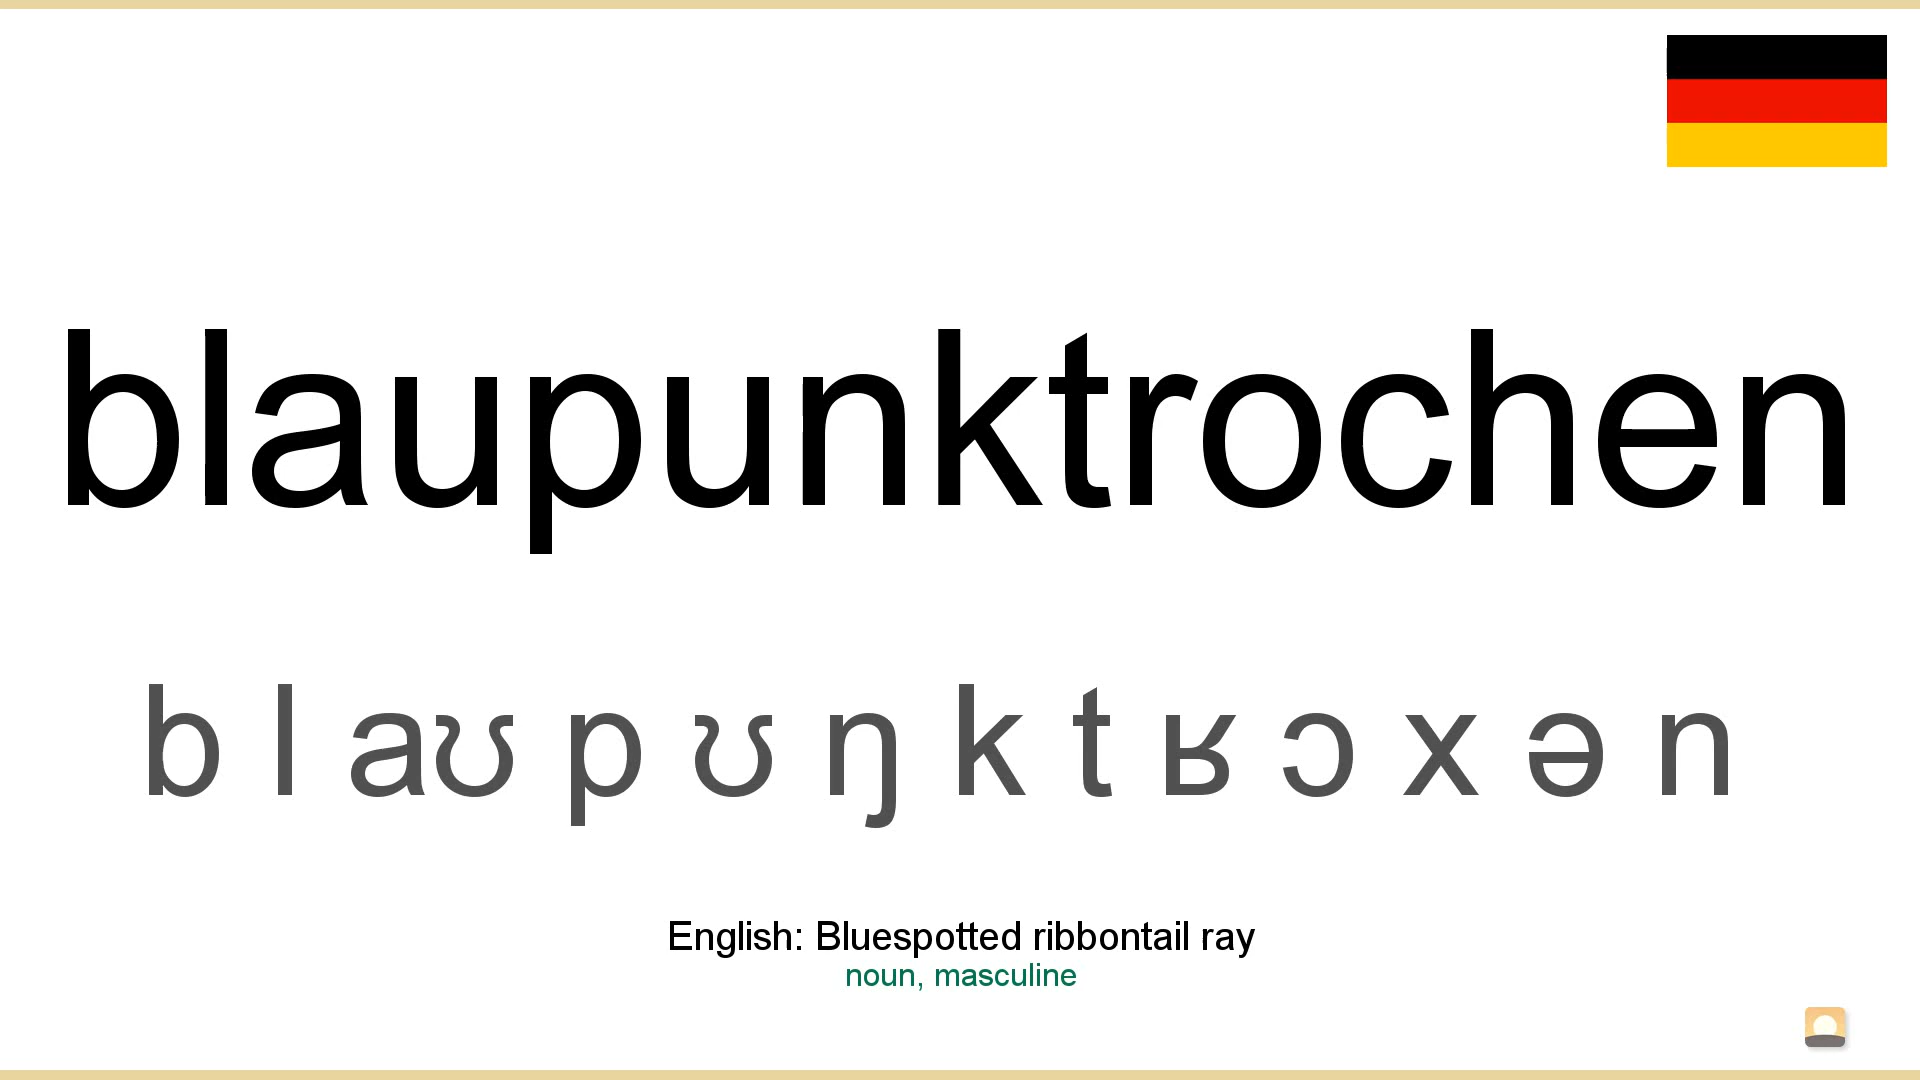 blaupunktrochen
b l aʊ p ʊ ŋ k t ʁ ɔ x ə n
English: Bluespotted ribbontail ray
noun, masculine